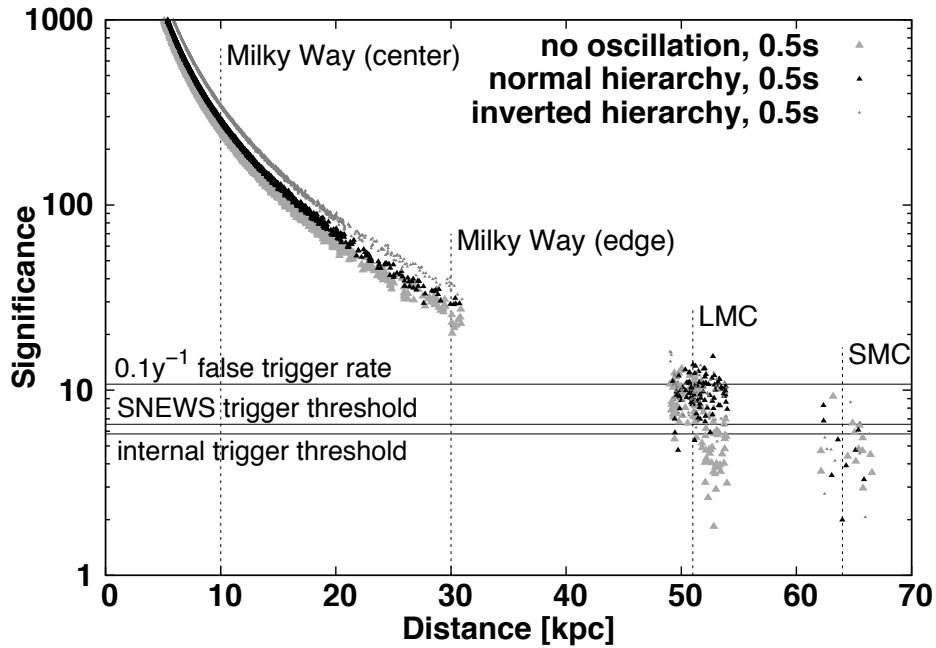 1000
no oscillation, 0.5s
Milky Way (center)
normal hierarchy, 0.5s
inverted hierarchy, 0.5s
100
Milky Way (edge)
LMC
SMC
0.1y⁻¹ false trigger rate
10
SNEWS trigger threshold
internal trigger threshold
1
0 10 20 30 40 50 60 70
Distance [kpc]
Significance